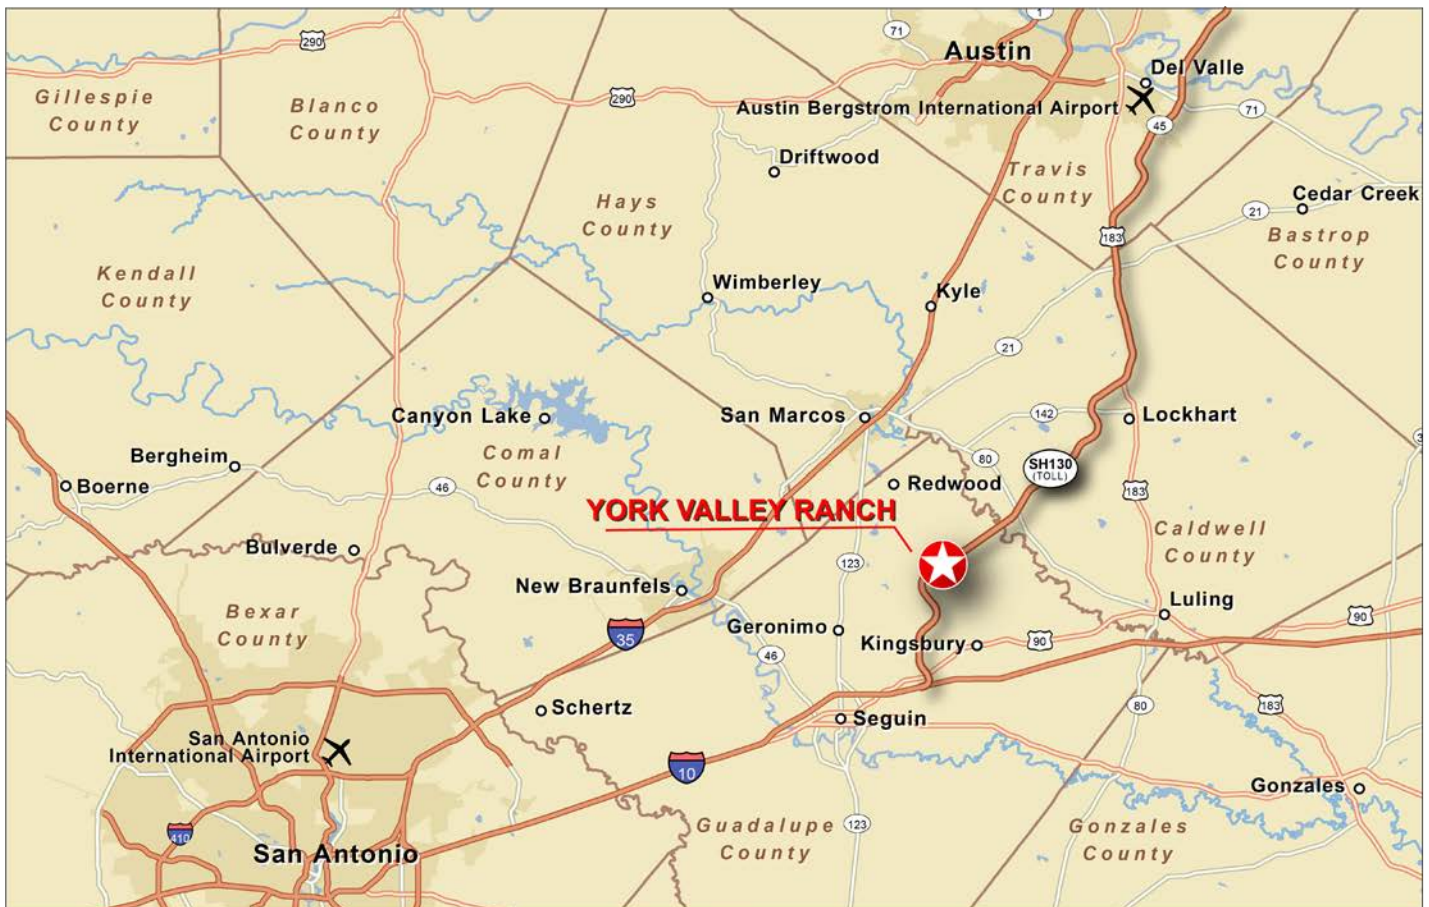 1
71
290
Austin
Del Valle
Gillespie
County
Blanco
County
290
Austin Bergstrom International Airport
71
45
Driftwood
Travis
County
Hays
County
Cedar Creek
21
183
Bastrop
County
Kendall
County
Wimberley
Kyle
21
Canyon Lake
San Marcos
142
Lockhart
Comal
County
Bergheim
80
SH130
(TOLL)
Boerne
46
Redwood
183
YORK VALLEY RANCH
Caldwell
County
Bulverde
123
New Braunfels
Luling
Bexar
County
Geronimo
35
Kingsbury
90
90
46
Schertz
Seguin
80
183
San Antonio
International Airport
10
Gonzales
410
Guadalupe
County
123
Gonzales
County
San Antonio